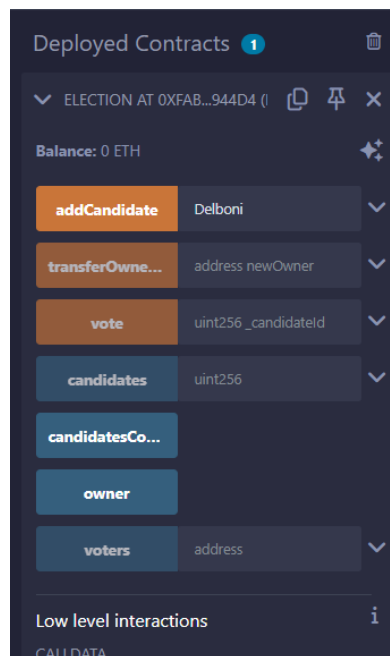 Deployed Contracts 1
ELECTION AT 0XFAB...944D4 (
Balance: 0 ETH
addCandidate Delboni
transferOwne... address newOwner
vote uint256 _candidateId
candidates uint256
candidatesCo...
owner
voters address
Low level interactions i
CALLDATA